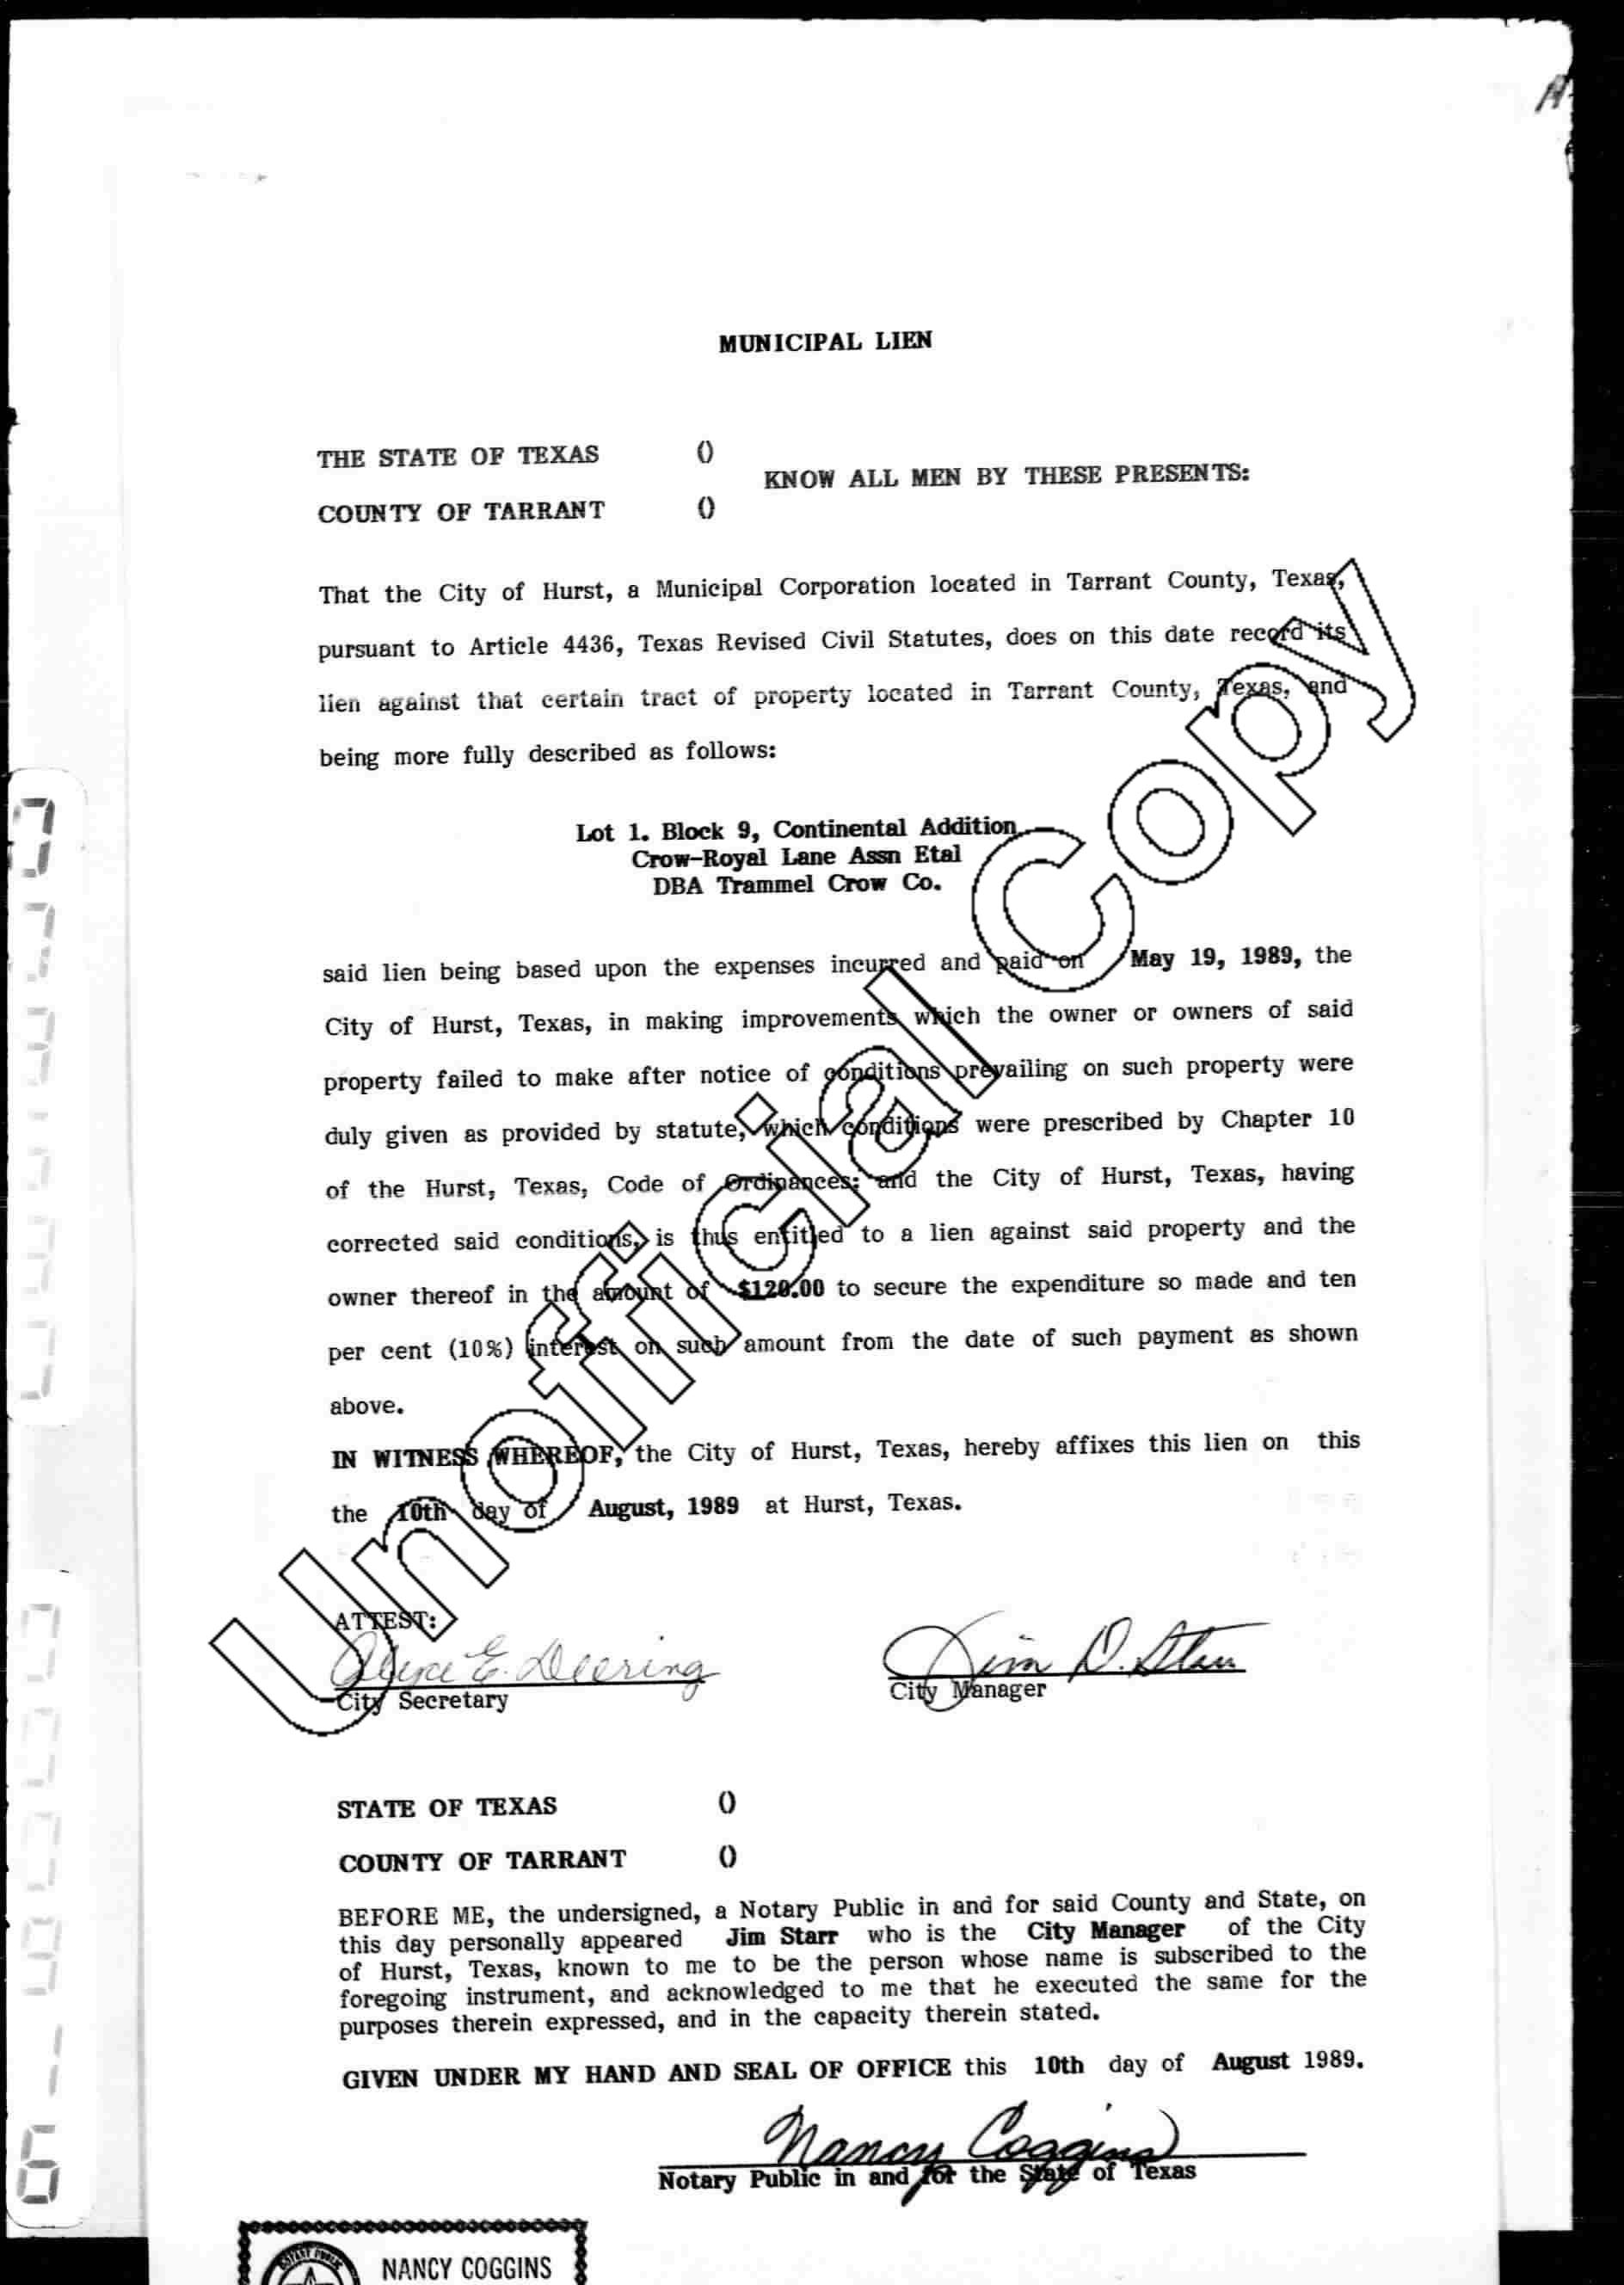 MUNICIPAL LIEN
THE STATE OF TEXAS ()
KNOW ALL MEN BY THESE PRESENTS:
COUNTY OF TARRANT ()
That the City of Hurst, a Municipal Corporation located in Tarrant County, Texas,
pursuant to Article 4436, Texas Revised Civil Statutes, does on this date record its
lien against that certain tract of property located in Tarrant County, Texas, and
being more fully described as follows:
Lot 1. Block 9, Continental Addition
Crow-Royal Lane Assn Etal
DBA Trammel Crow Co.
said lien being based upon the expenses incurred and paid on May 19, 1989, the
City of Hurst, Texas, in making improvements which the owner or owners of said
property failed to make after notice of conditions prevailing on such property were
duly given as provided by statute, which conditions were prescribed by Chapter 10
of the Hurst, Texas, Code of Ordinances; and the City of Hurst, Texas, having
corrected said conditions, is thus entitled to a lien against said property and the
owner thereof in the amount of $120.00 to secure the expenditure so made and ten
per cent (10%) interest on such amount from the date of such payment as shown
above.
IN WITNESS WHEREOF, the City of Hurst, Texas, hereby affixes this lien on this
the 10th day of August, 1989 at Hurst, Texas.
ATTEST:
E. Deering
Jim D. Starr
City Secretary
City Manager
STATE OF TEXAS ()
COUNTY OF TARRANT ()
BEFORE ME, the undersigned, a Notary Public in and for said County and State, on
this day personally appeared Jim Starr who is the City Manager of the City
of Hurst, Texas, known to me to be the person whose name is subscribed to the
foregoing instrument, and acknowledged to me that he executed the same for the
purposes therein expressed, and in the capacity therein stated.
GIVEN UNDER MY HAND AND SEAL OF OFFICE this 10th day of August 1989.
Nancy Coggins
Notary Public in and for the State of Texas
NANCY COGGINS
NOTARY PUBLIC
Unofficial Copy